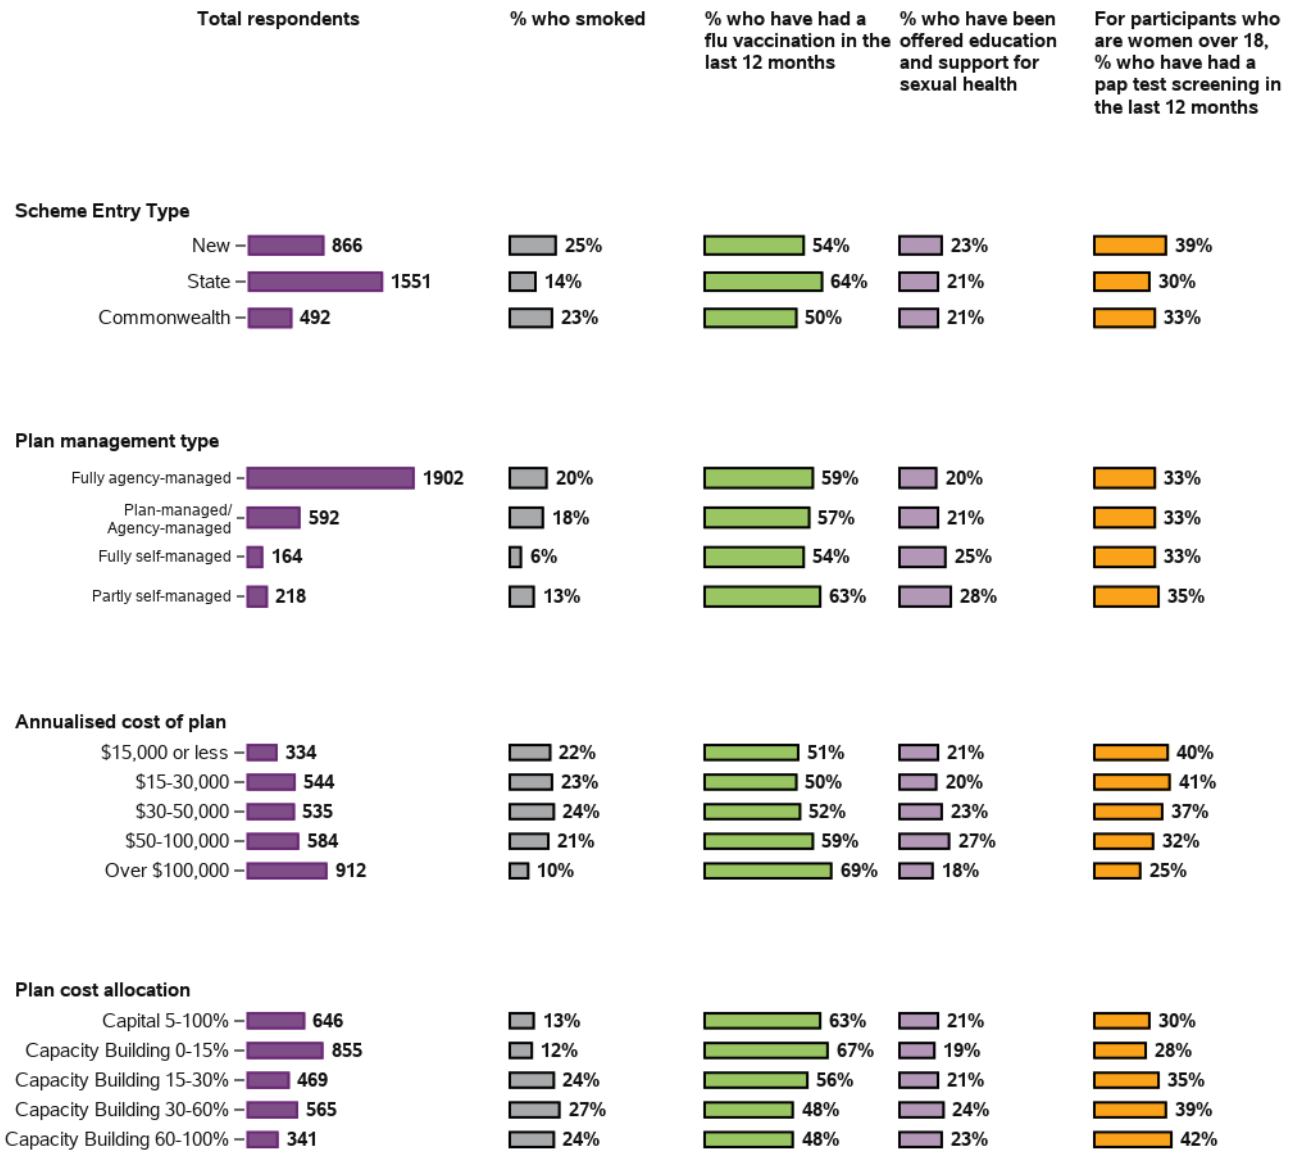 Total respondents
% who smoked
% who have had a
flu vaccination in the
last 12 months
% who have been
offered education
and support for
sexual health
For participants who
are women over 18,
% who have had a
pap test screening in
the last 12 months
Scheme Entry Type
New 866 25% 54% 23% 39%
State 1551 14% 64% 21% 30%
Commonwealth 492 23% 50% 21% 33%
Plan management type
Fully agency-managed 1902 20% 59% 20% 33%
Plan-managed/
Agency-managed 592 18% 57% 21% 33%
Fully self-managed 164 6% 54% 25% 33%
Partly self-managed 218 13% 63% 28% 35%
Annualised cost of plan
$15,000 or less 334 22% 51% 21% 40%
$15-30,000 544 23% 50% 20% 41%
$30-50,000 535 24% 52% 23% 37%
$50-100,000 584 21% 59% 27% 32%
Over $100,000 912 10% 69% 18% 25%
Plan cost allocation
Capital 5-100% 646 13% 63% 21% 30%
Capacity Building 0-15% 855 12% 67% 19% 28%
Capacity Building 15-30% 469 24% 56% 21% 35%
Capacity Building 30-60% 565 27% 48% 24% 39%
Capacity Building 60-100% 341 24% 48% 23% 42%